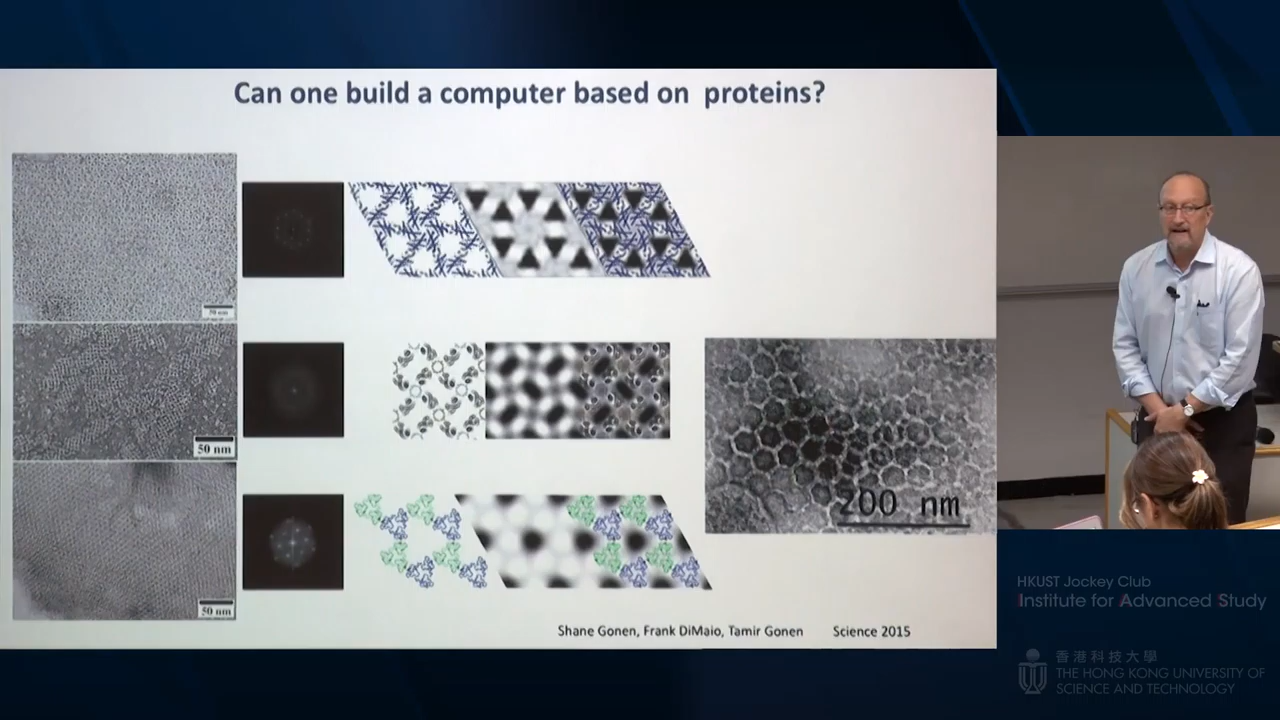 Can one build a computer based on proteins?
50 nm
50 nm
200 nm
Shane Gonen, Frank DiMaio, Tamir Gonen Science 2015
HKUST Jockey Club
Institute for Advanced Study
香港科技大學
THE HONG KONG UNIVERSITY OF
SCIENCE AND TECHNOLOGY